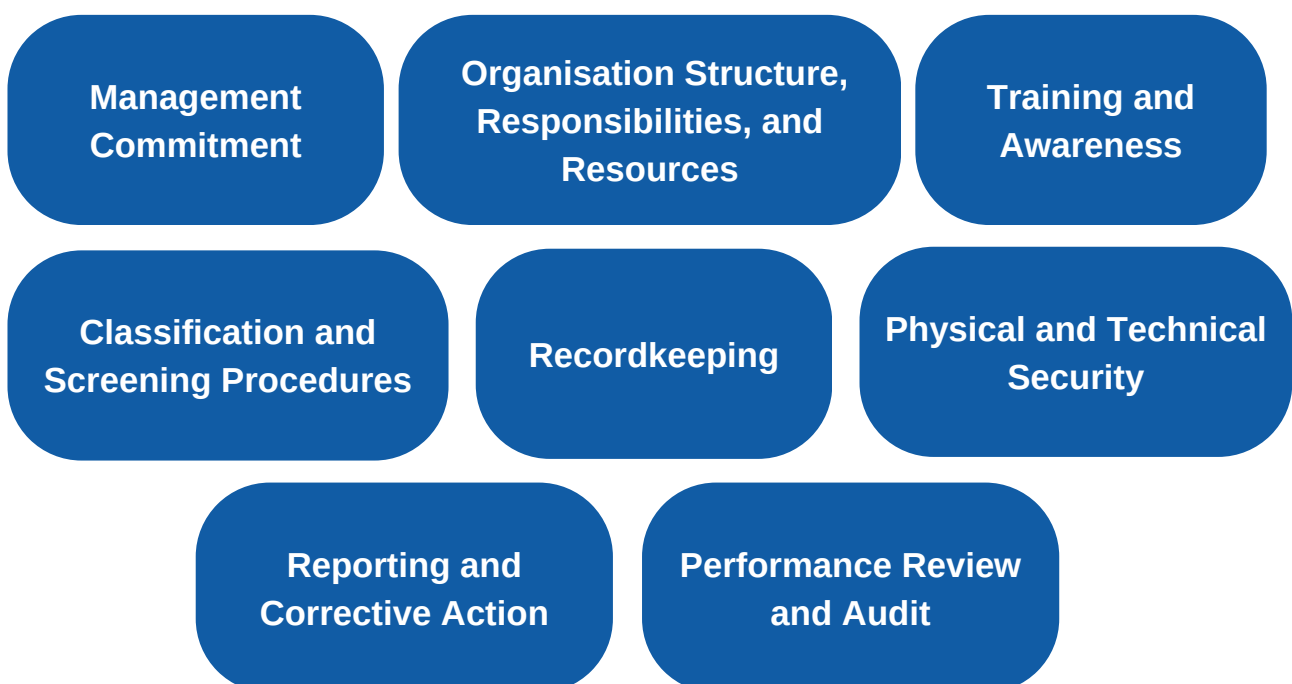 Management
Commitment
Organisation Structure,
Responsibilities, and
Resources
Training and
Awareness
Classification and
Screening Procedures
Recordkeeping
Physical and Technical
Security
Reporting and
Corrective Action
Performance Review
and Audit